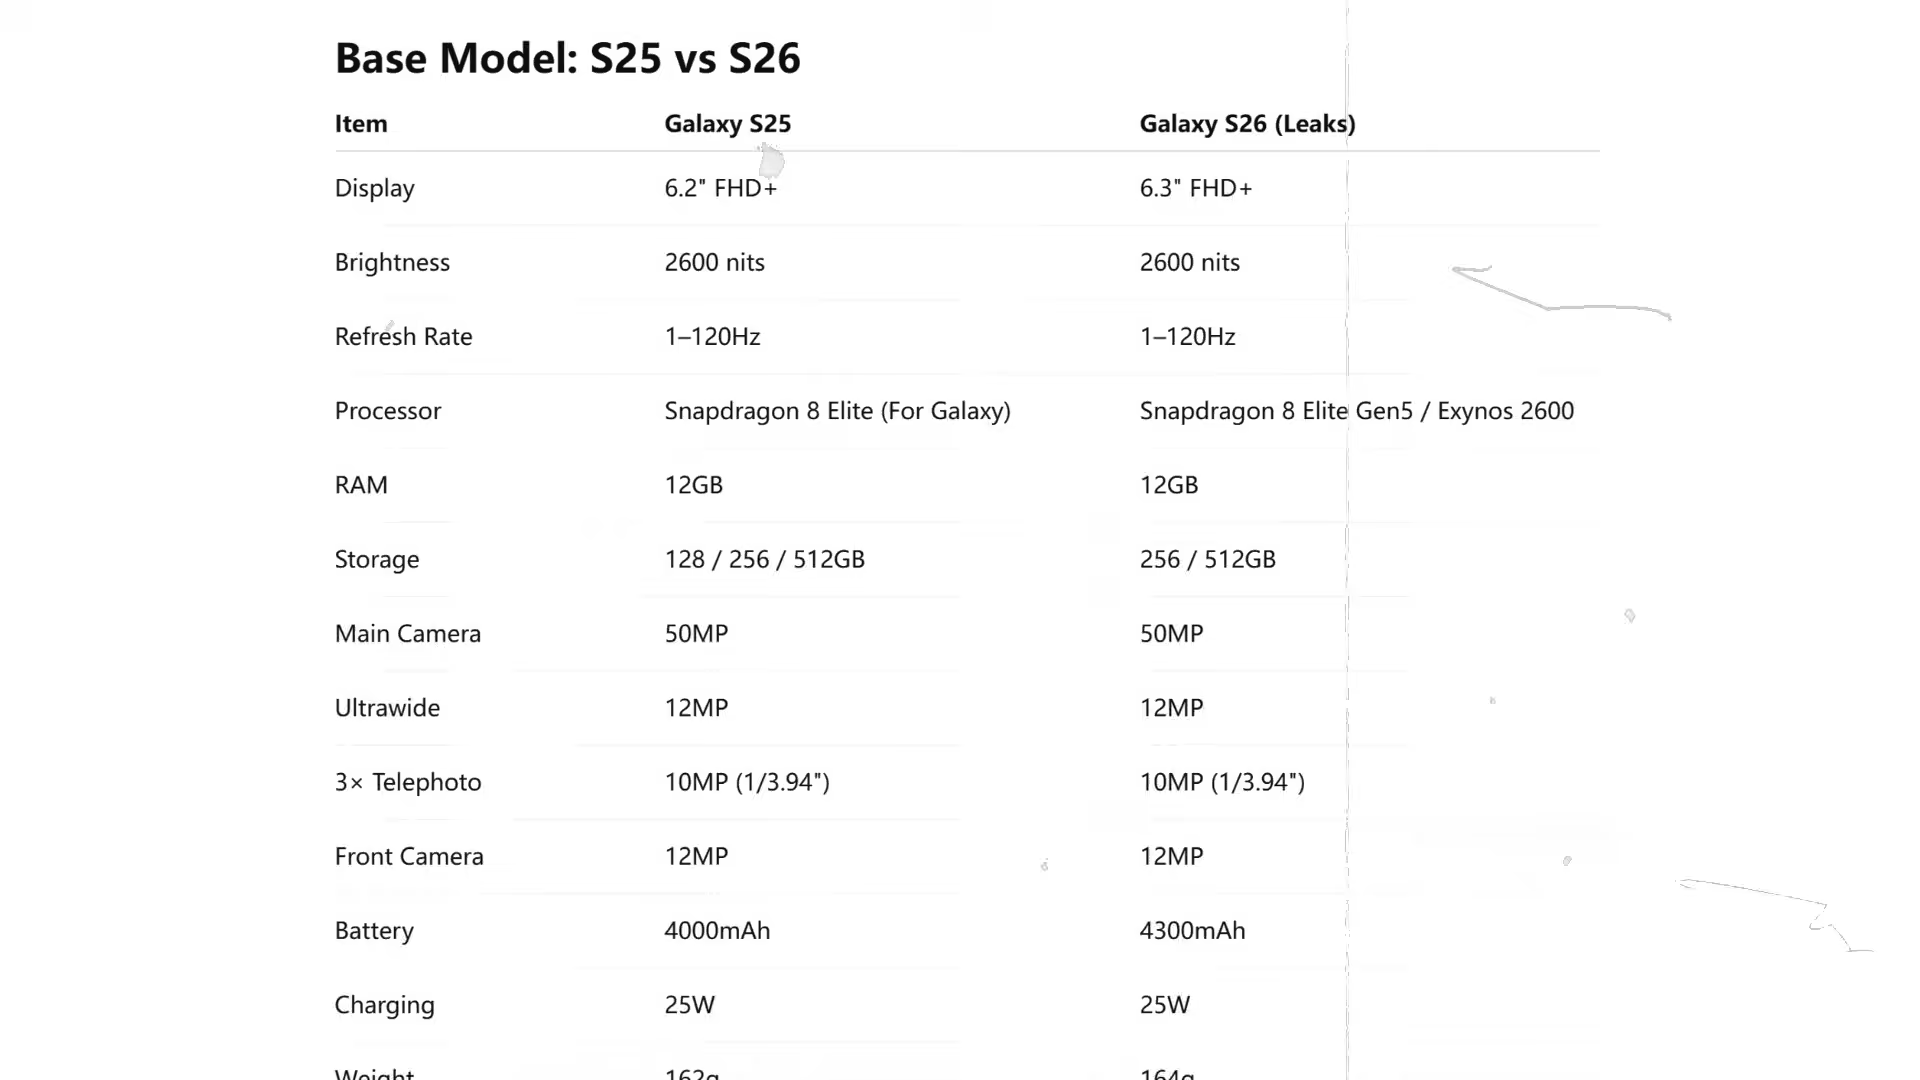 Base Model: S25 vs S26
Item Galaxy S25 Galaxy S26 (Leaks)
Display 6.2" FHD+ 6.3" FHD+
Brightness 2600 nits 2600 nits
Refresh Rate 1–120Hz 1–120Hz
Processor Snapdragon 8 Elite (For Galaxy) Snapdragon 8 Elite Gen5 / Exynos 2600
RAM 12GB 12GB
Storage 128 / 256 / 512GB 256 / 512GB
Main Camera 50MP 50MP
Ultrawide 12MP 12MP
3× Telephoto 10MP (1/3.94") 10MP (1/3.94")
Front Camera 12MP 12MP
Battery 4000mAh 4300mAh
Charging 25W 25W
Weight 162g 164g